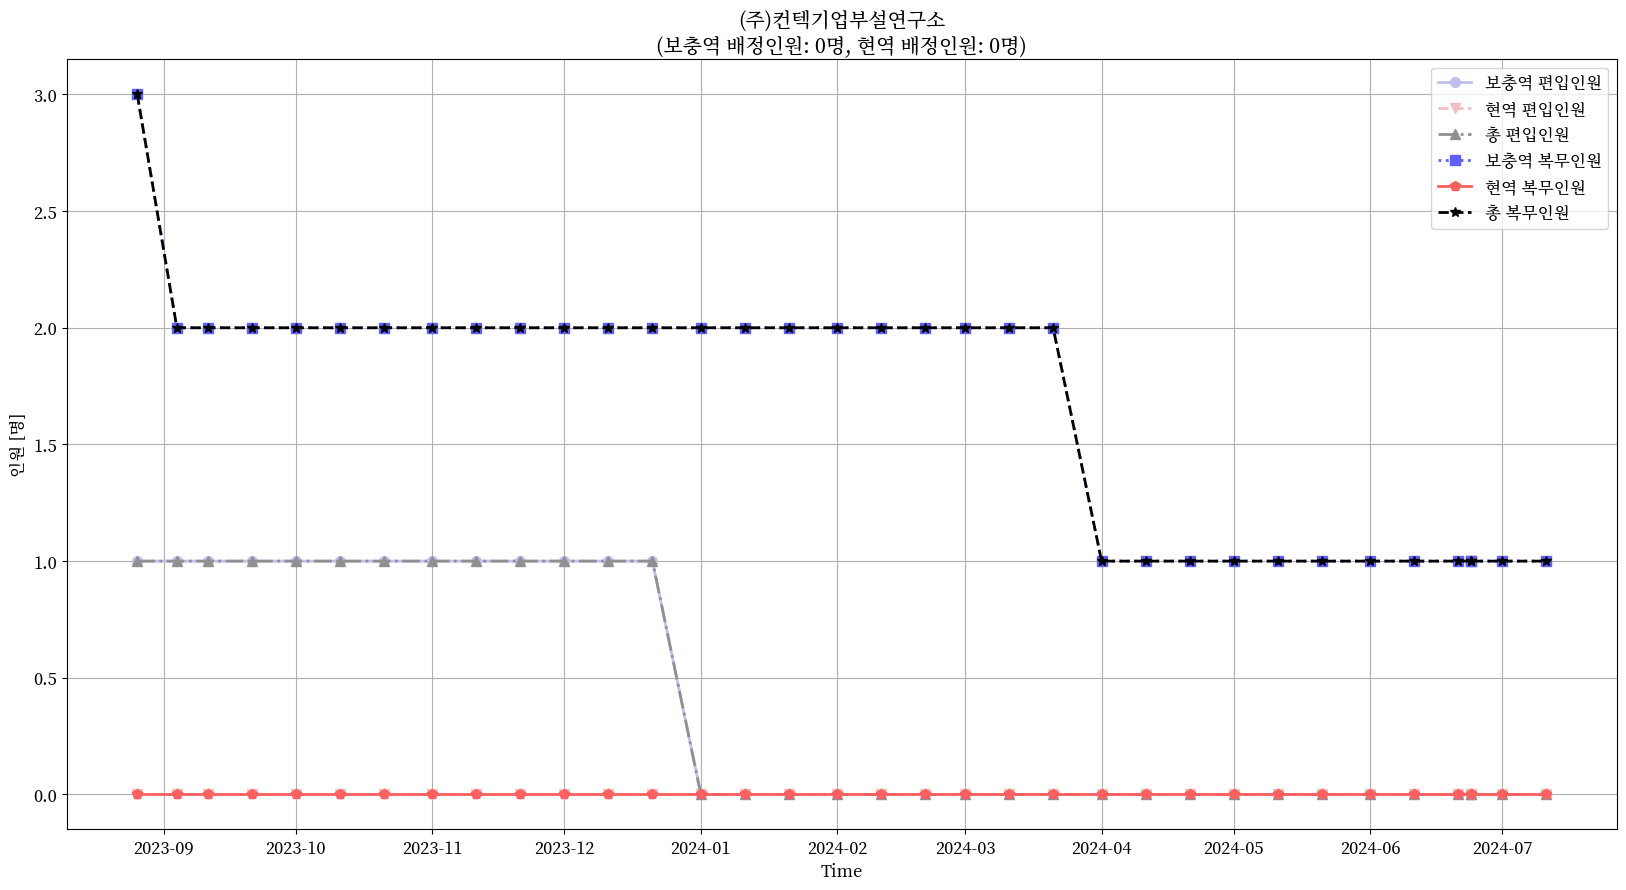 (주)컨텍기업부설연구소
(보충역 배정인원: 0명, 현역 배정인원: 0명)
보충역 편입인원
현역 편입인원
총 편입인원
보충역 복무인원
현역 복무인원
총 복무인원
3.0
2.5
2.0
1.5
1.0
0.5
0.0
인원 [명]
2023-09 2023-10 2023-11 2023-12 2024-01 2024-02 2024-03 2024-04 2024-05 2024-06 2024-07
Time